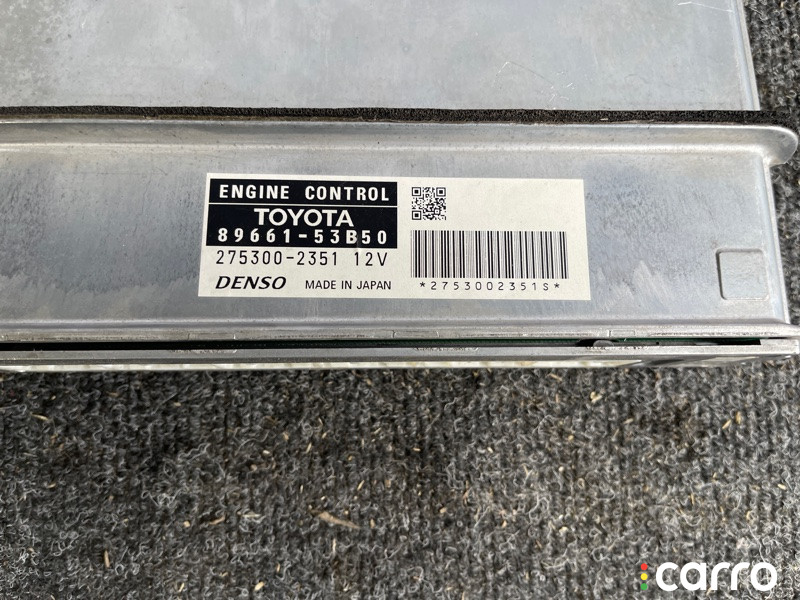 ENGINE CONTROL
TOYOTA
89661-53B50
275300-2351 12V
DENSO MADE IN JAPAN
*2753002351S*
carro